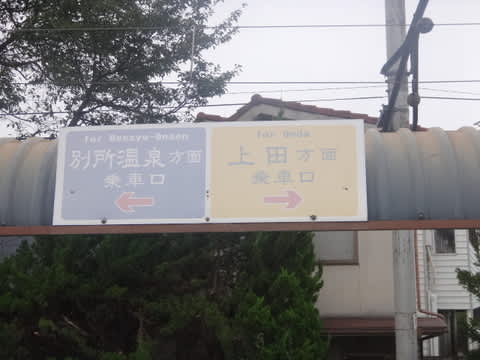 for Bessyo-Onsen
別所温泉方面
乗車口
for Ueda
上田方面
乗車口